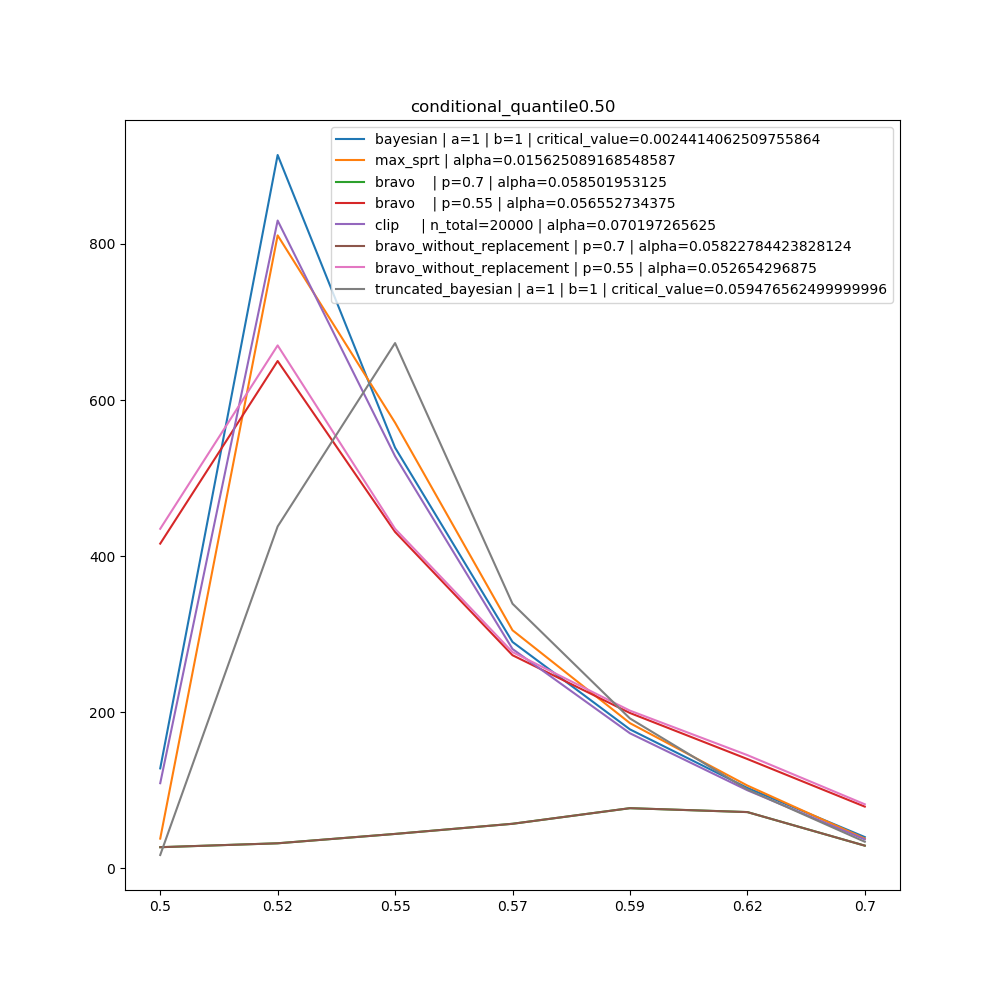 conditional_quantile0.50
bayesian | a=1 | b=1 | critical_value=0.0024414062509755864
max_sprt | alpha=0.015625089168548587
bravo    | p=0.7 | alpha=0.058501953125
bravo    | p=0.55 | alpha=0.056552734375
clip     | n_total=20000 | alpha=0.070197265625
bravo_without_replacement | p=0.7 | alpha=0.05822784423828124
bravo_without_replacement | p=0.55 | alpha=0.052654296875
truncated_bayesian | a=1 | b=1 | critical_value=0.059476562499999996
800
600
400
200
0
0.5 0.52 0.55 0.57 0.59 0.62 0.7